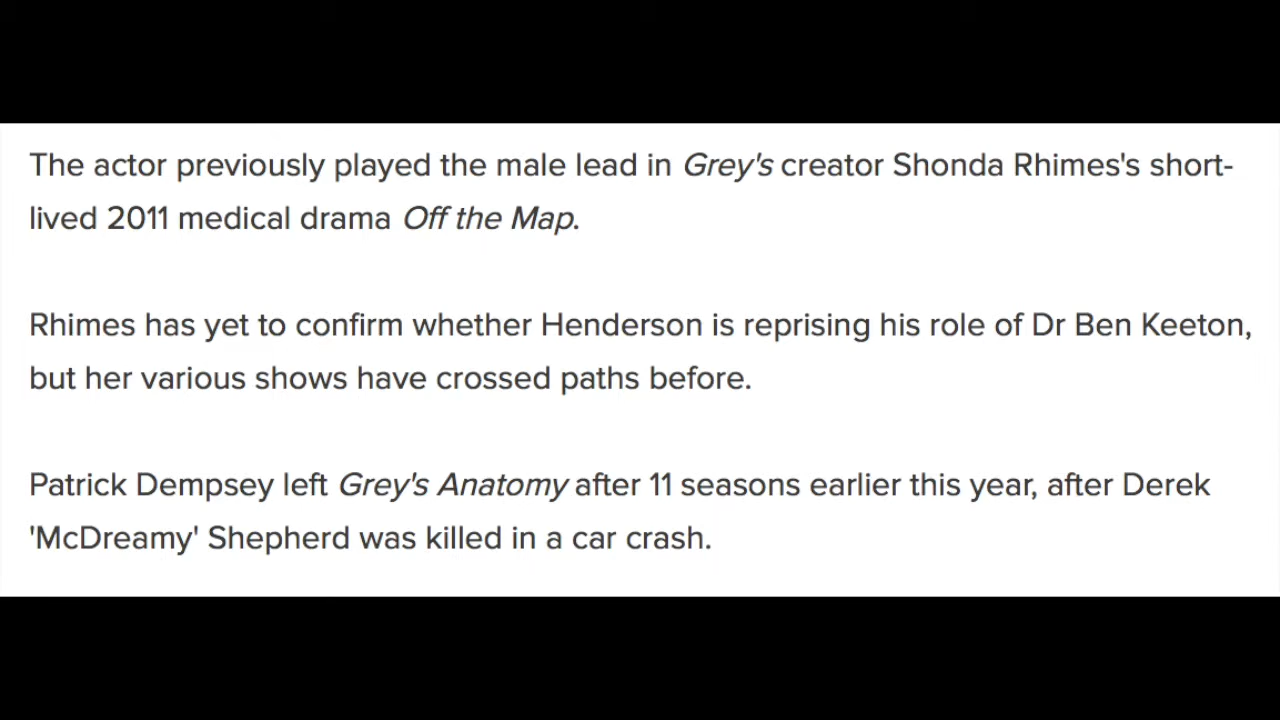 The actor previously played the male lead in Grey's creator Shonda Rhimes's short-
lived 2011 medical drama Off the Map.
Rhimes has yet to confirm whether Henderson is reprising his role of Dr Ben Keeton,
but her various shows have crossed paths before.
Patrick Dempsey left Grey's Anatomy after 11 seasons earlier this year, after Derek
'McDreamy' Shepherd was killed in a car crash.